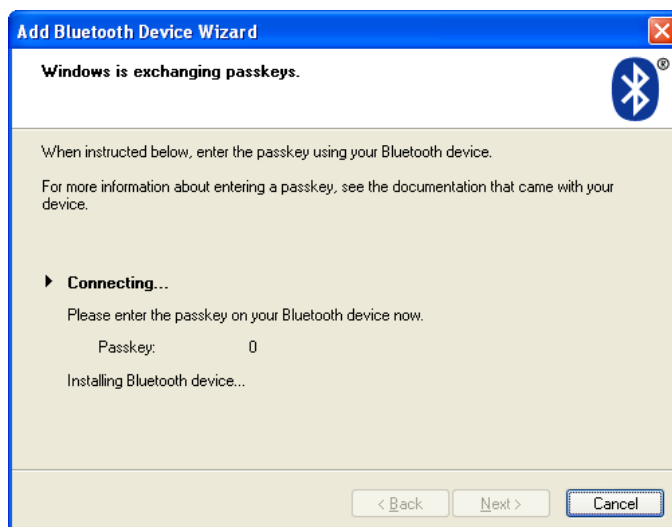 Add Bluetooth Device Wizard
Windows is exchanging passkeys.
®
When instructed below, enter the passkey using your Bluetooth device.
For more information about entering a passkey, see the documentation that came with your
device.
Connecting...
Please enter the passkey on your Bluetooth device now.
Passkey: 0
Installing Bluetooth device...
< Back Next > Cancel